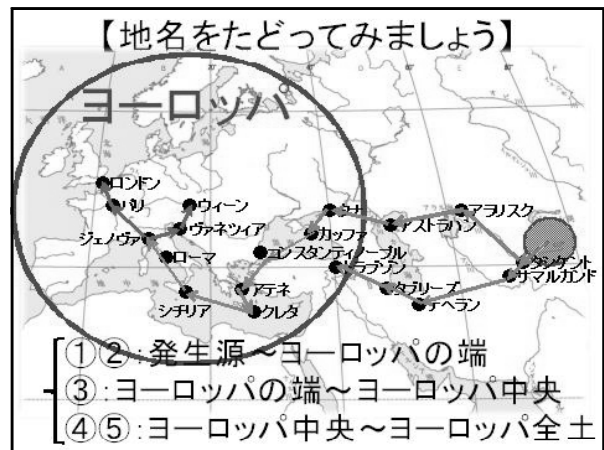 【地名をたどってみましょう】
ヨーロッパ
ロンドン
パリ
ウィーン
ジェノヴァ
ヴァネツィア
ローマ
カッファ
コンスタンティノープル
トラブゾン
アストラハン
アラリスク
タシケント
サマルカンド
タブリーズ
テヘラン
アテネ
シチリア
クレタ
①②:発生源~ヨーロッパの端
③:ヨーロッパの端~ヨーロッパ中央
④⑤:ヨーロッパ中央~ヨーロッパ全土